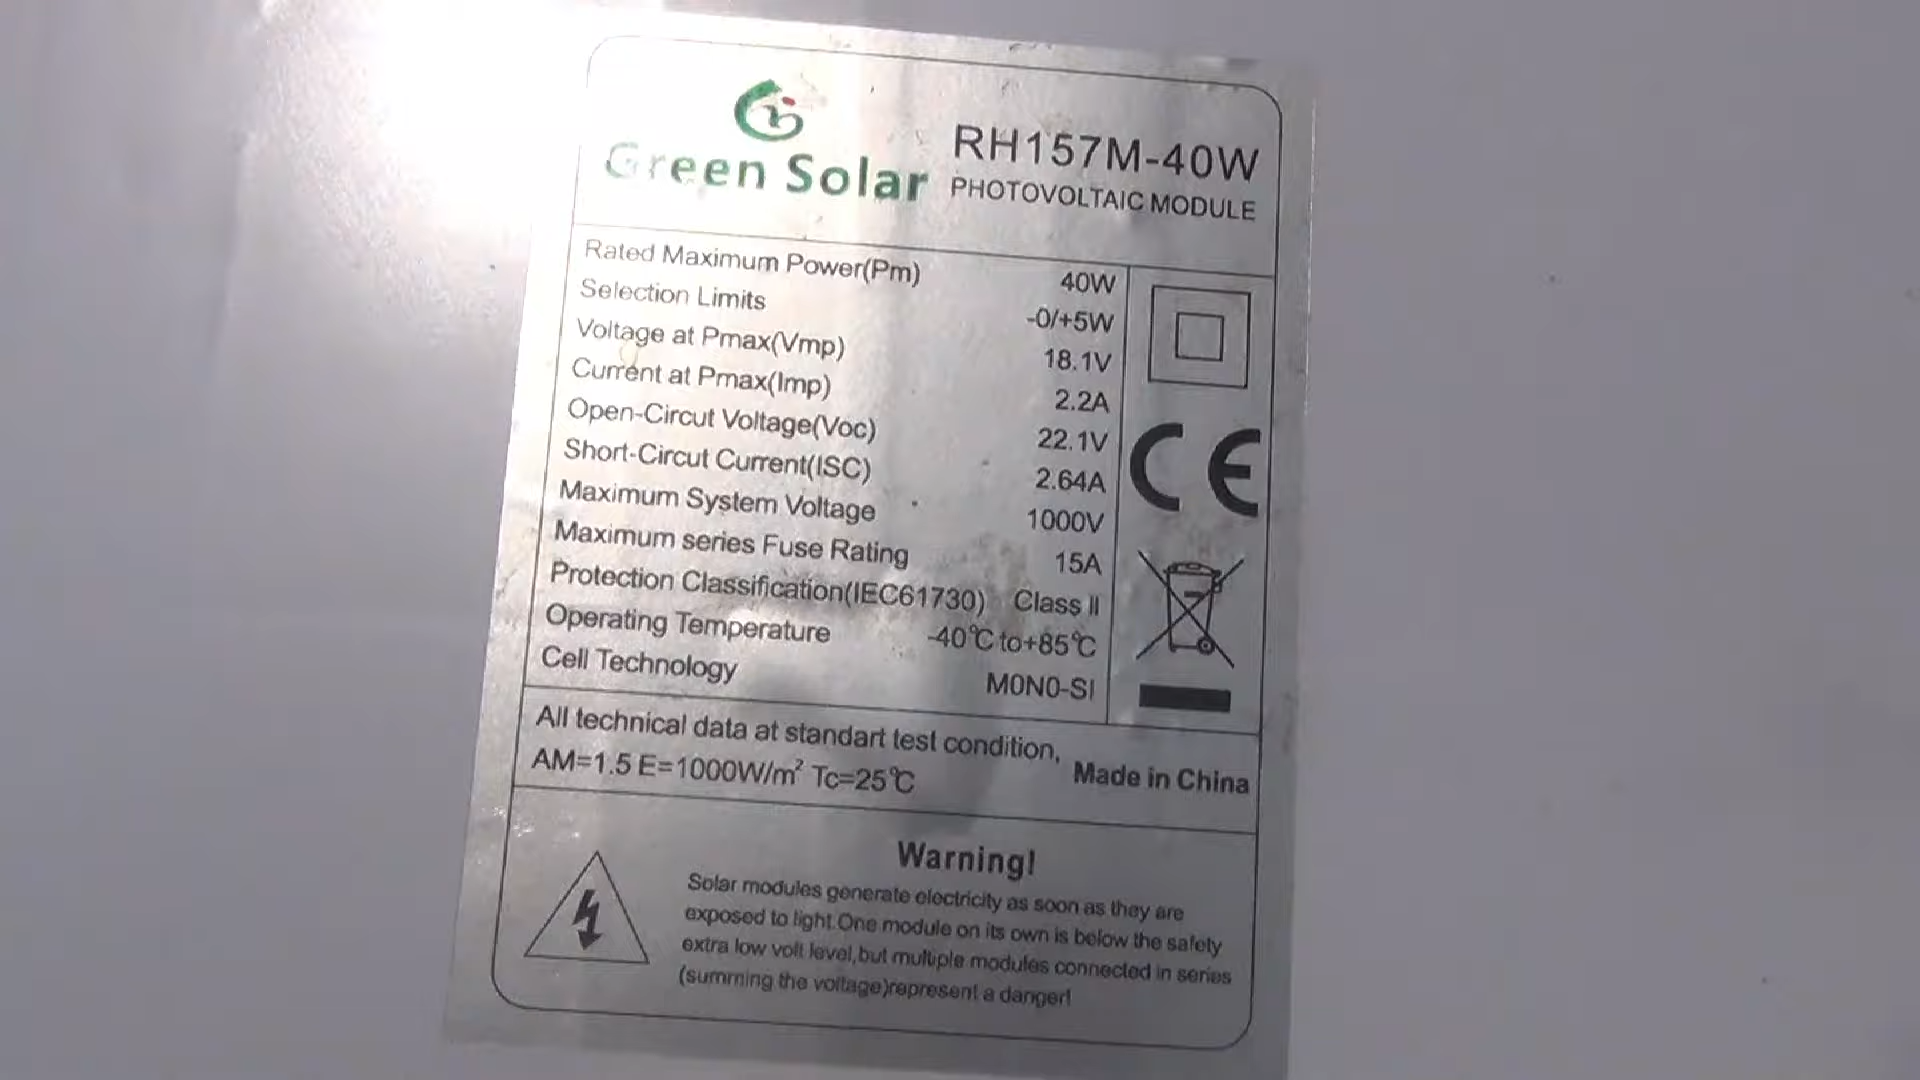 Green Solar
RH157M-40W
PHOTOVOLTAIC MODULE
Rated Maximum Power(Pm) 40W
Selection Limits -0/+5W
Voltage at Pmax(Vmp) 18.1V
Current at Pmax(Imp) 2.2A
Open-Circut Voltage(Voc) 22.1V
Short-Circut Current(ISC) 2.64A
Maximum System Voltage 1000V
Maximum series Fuse Rating 15A
Protection Classification(IEC61730) Class II
Operating Temperature -40℃ to+85℃
Cell Technology M0N0-SI
CE
All technical data at standart test condition,
AM=1.5 E=1000W/m² Tc=25℃
Made in China
Warning!
Solar modules generate electricity as soon as they are
exposed to light.One module on its own is below the safety
extra low volt level,but multiple modules connected in series
(summing the voltage)represent a danger!